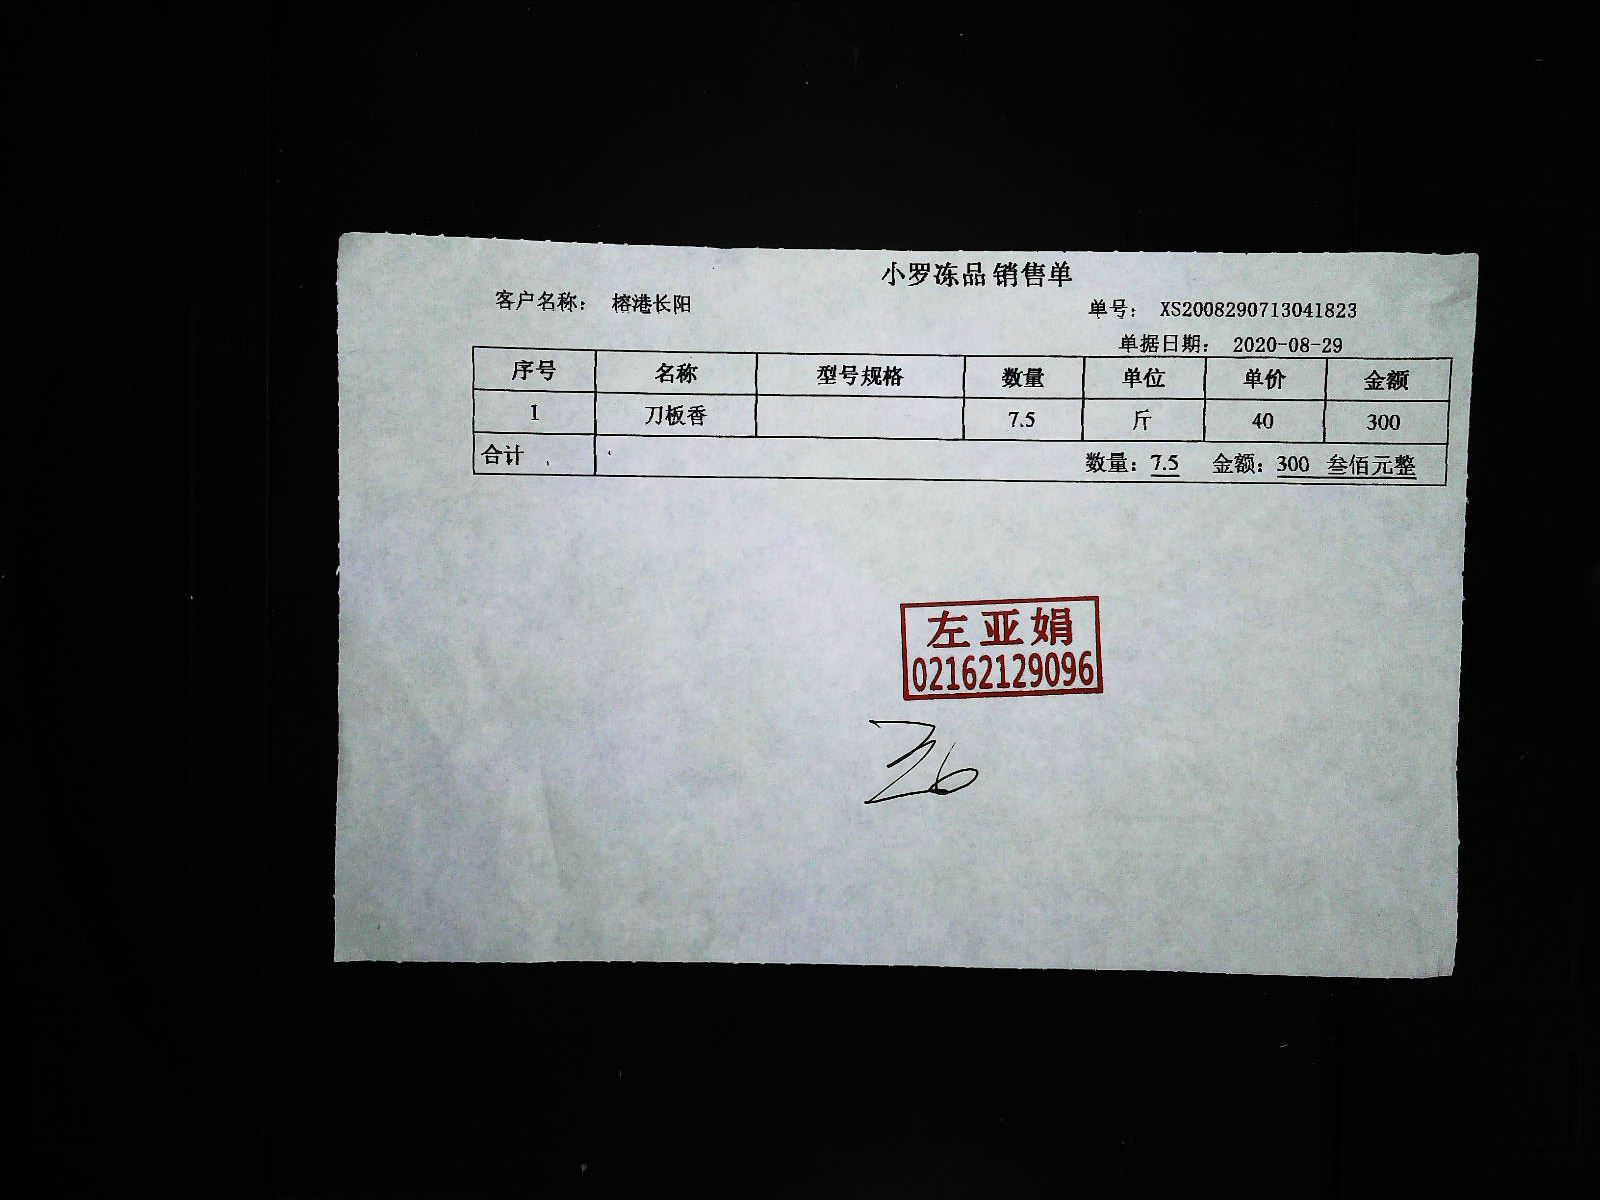 小罗冻品 销售单
客户名称： 榕港长阳 单号： XS2008290713041823
单据日期： 2020-08-29
序号 名称 型号规格 数量 单位 单价 金额
1 刀板香 7.5 斤 40 300
合计 数量：7.5 金额：300 叁佰元整
左亚娟
02162129096